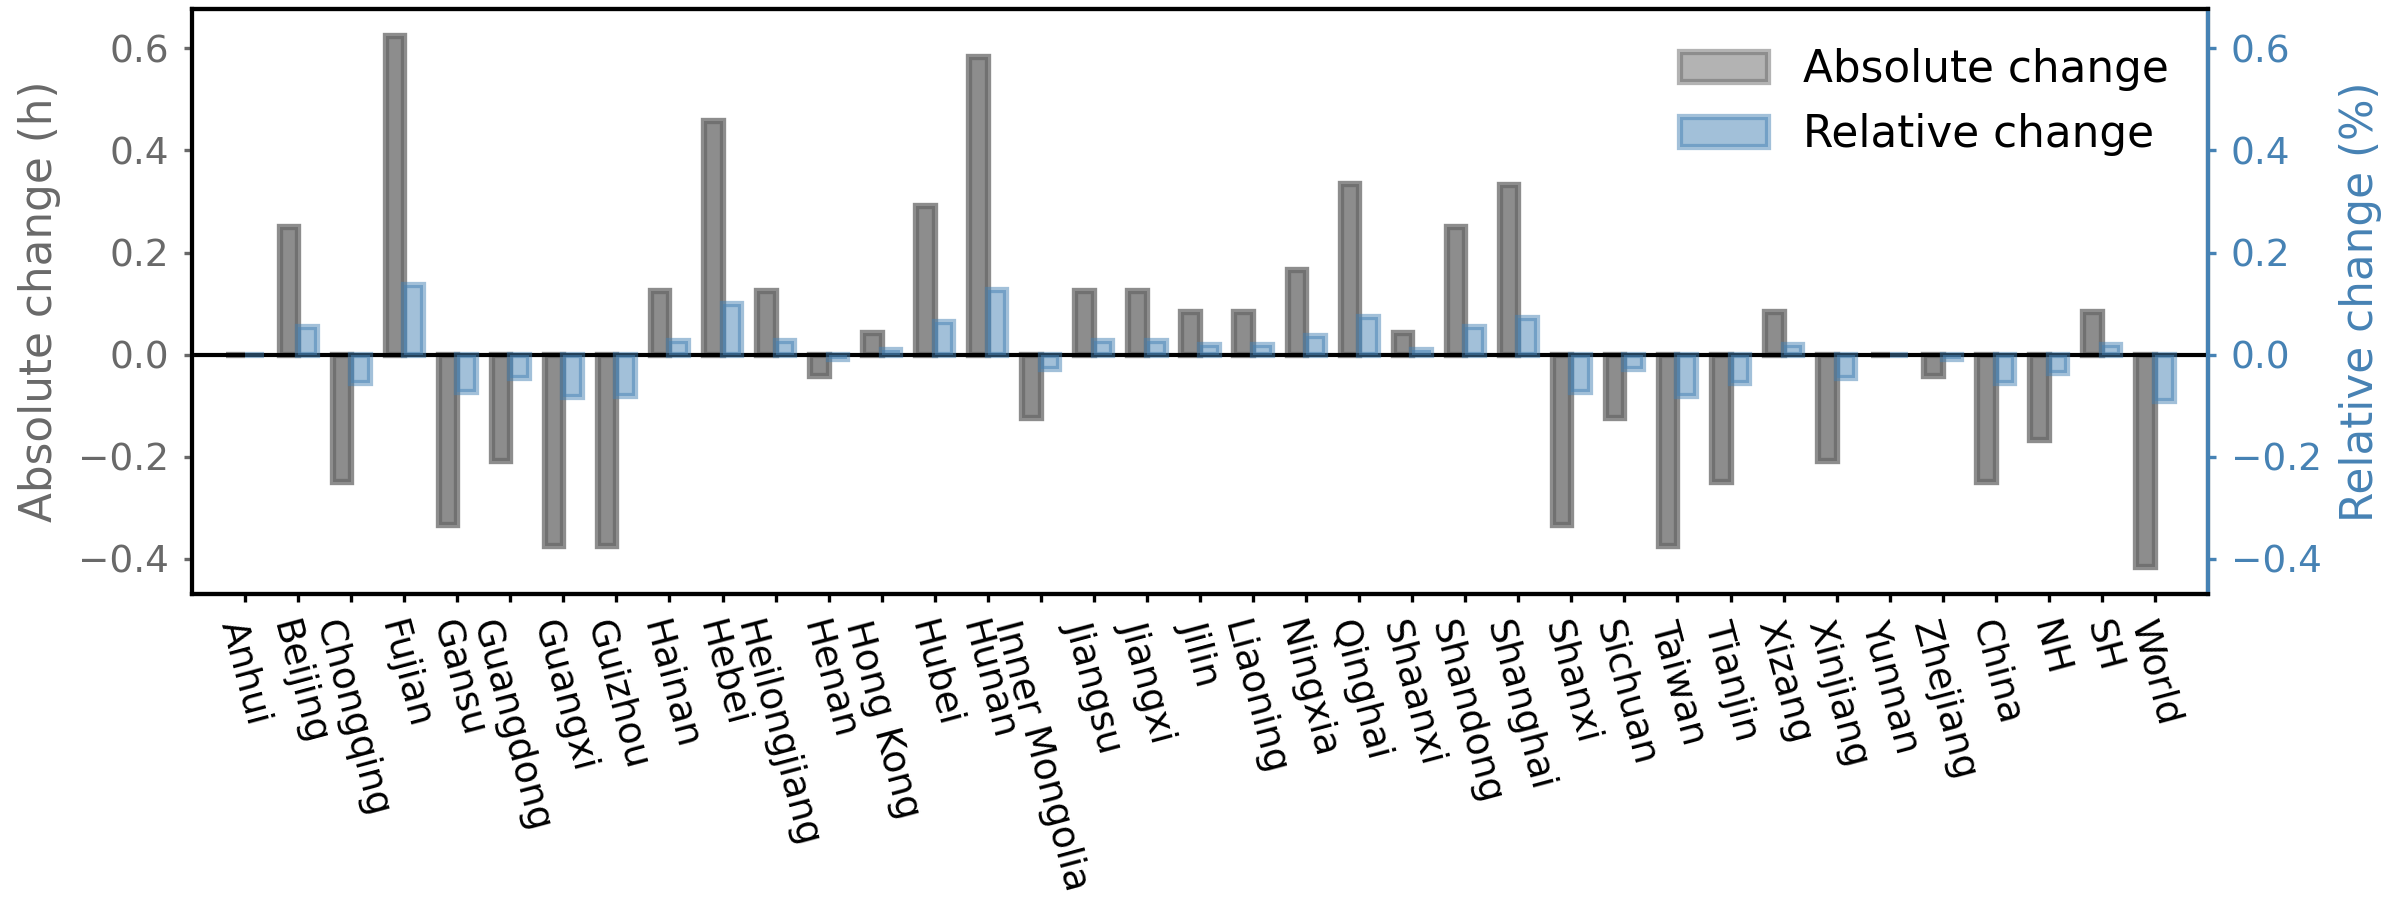 Absolute change (h)
0.6
0.4
0.2
0.0
−0.2
−0.4
Absolute change
Relative change
0.6
0.4
0.2
0.0
−0.2
−0.4
Relative change (%)
Anhui
Beijing
Chongqing
Fujian
Gansu
Guangdong
Guangxi
Guizhou
Hainan
Hebei
Heilongjiang
Henan
Hong Kong
Hubei
Hunan
Inner Mongolia
Jiangsu
Jiangxi
Jilin
Liaoning
Ningxia
Qinghai
Shaanxi
Shandong
Shanghai
Shanxi
Sichuan
Taiwan
Tianjin
Xizang
Xinjiang
Yunnan
Zhejiang
China
NH
SH
World